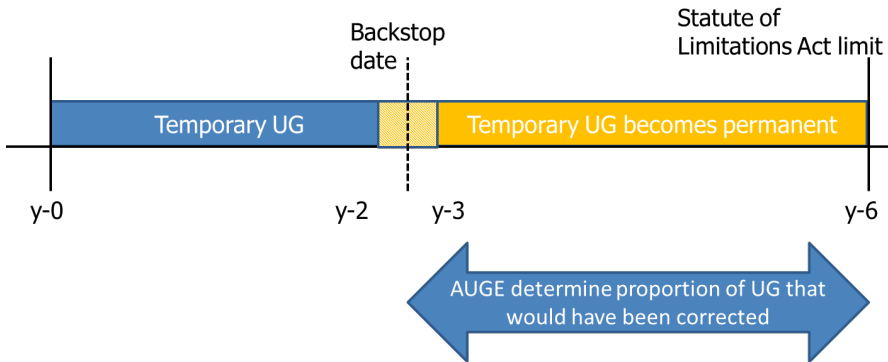 Backstop
date
Statute of
Limitations Act limit
Temporary UG
Temporary UG becomes permanent
y-0
y-2
y-3
y-6
AUGE determine proportion of UG that
would have been corrected